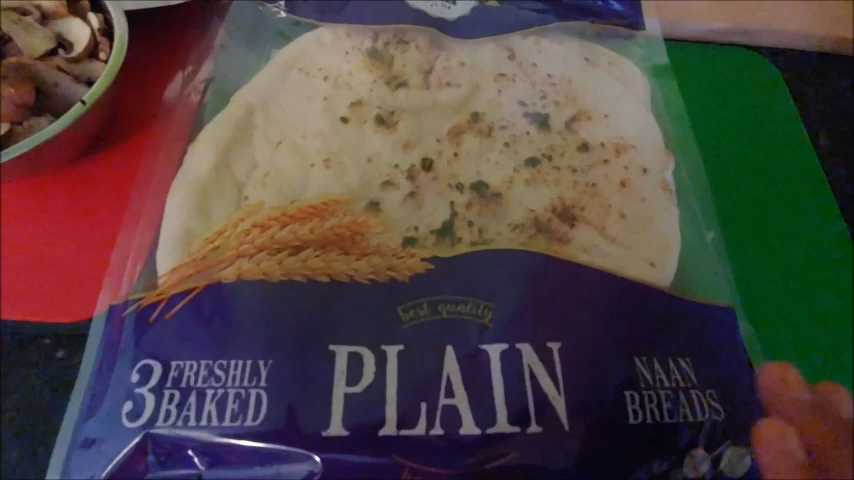 best quality
3 FRESHLY
BAKED
PLAIN
NAAN
BREADS